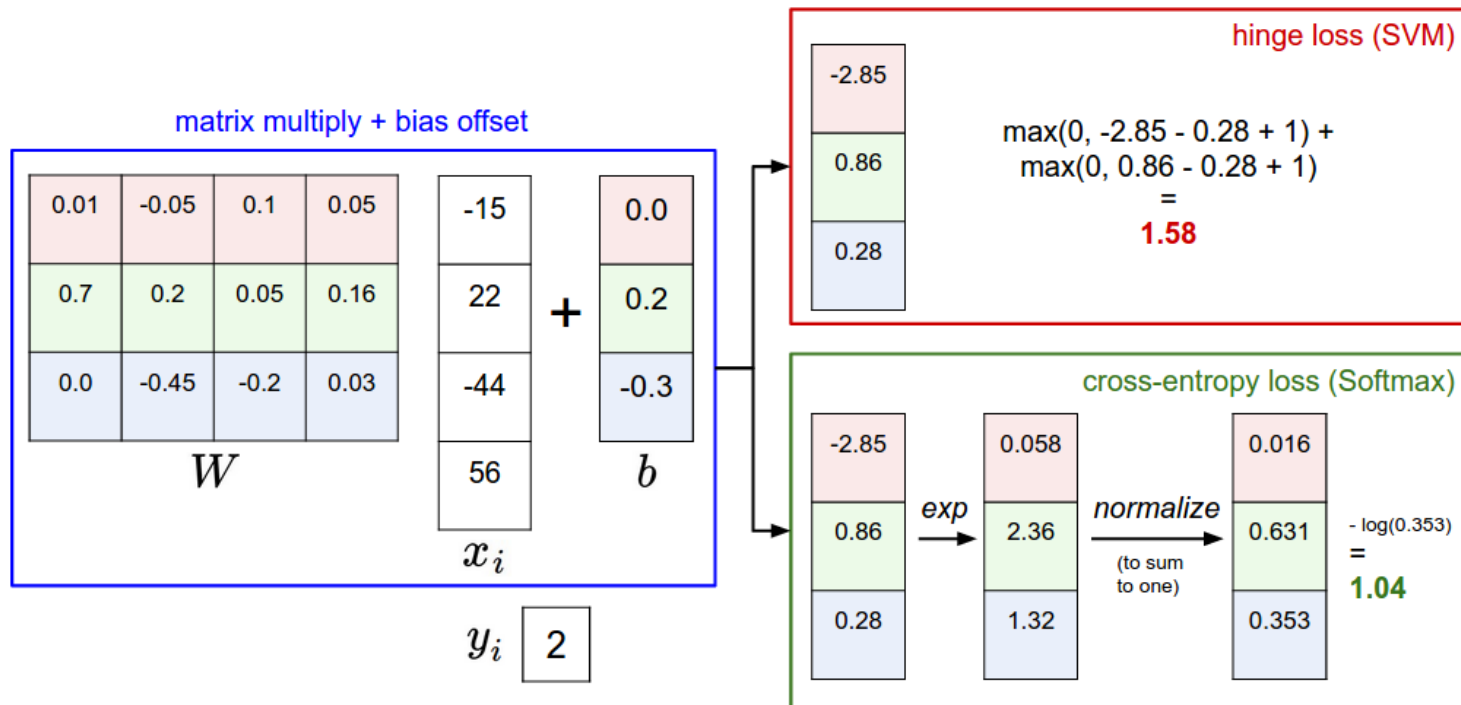 matrix multiply + bias offset
0.01 -0.05 0.1 0.05
0.7 0.2 0.05 0.16
0.0 -0.45 -0.2 0.03
W
-15
22
-44
56
x_i
+
0.0
0.2
-0.3
b
y_i 2
hinge loss (SVM)
-2.85
0.86
0.28
max(0, -2.85 - 0.28 + 1) +
max(0, 0.86 - 0.28 + 1)
=
1.58
cross-entropy loss (Softmax)
-2.85
0.86
0.28
exp
0.058
2.36
1.32
normalize
(to sum
to one)
0.016
0.631
0.353
- log(0.353)
=
1.04